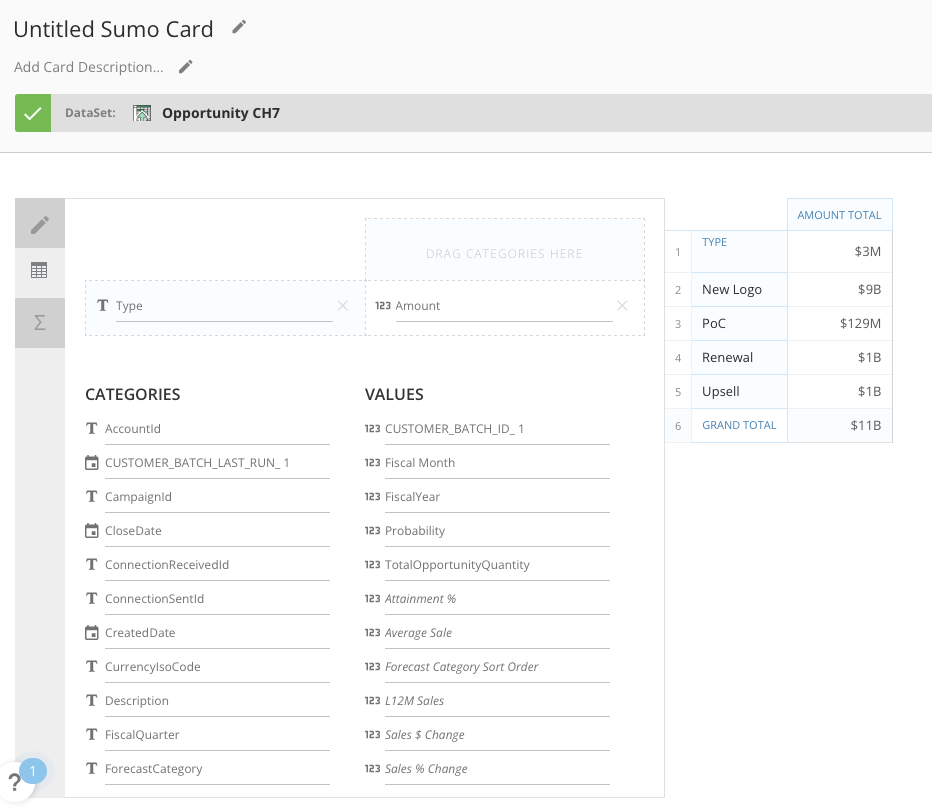 Untitled Sumo Card
Add Card Description...
DataSet: Opportunity CH7
DRAG CATEGORIES HERE
T Type
123 Amount
CATEGORIES
T AccountId
CUSTOMER_BATCH_LAST_RUN_ 1
T CampaignId
CloseDate
T ConnectionReceivedId
T ConnectionSentId
CreatedDate
T CurrencyIsoCode
T Description
T FiscalQuarter
T ForecastCategory
VALUES
123 CUSTOMER_BATCH_ID_ 1
123 Fiscal Month
123 FiscalYear
123 Probability
123 TotalOpportunityQuantity
123 Attainment %
123 Average Sale
123 Forecast Category Sort Order
123 L12M Sales
123 Sales $ Change
123 Sales % Change
AMOUNT TOTAL
1 TYPE $3M
2 New Logo $9B
3 PoC $129M
4 Renewal $1B
5 Upsell $1B
6 GRAND TOTAL $11B
Σ
? 1